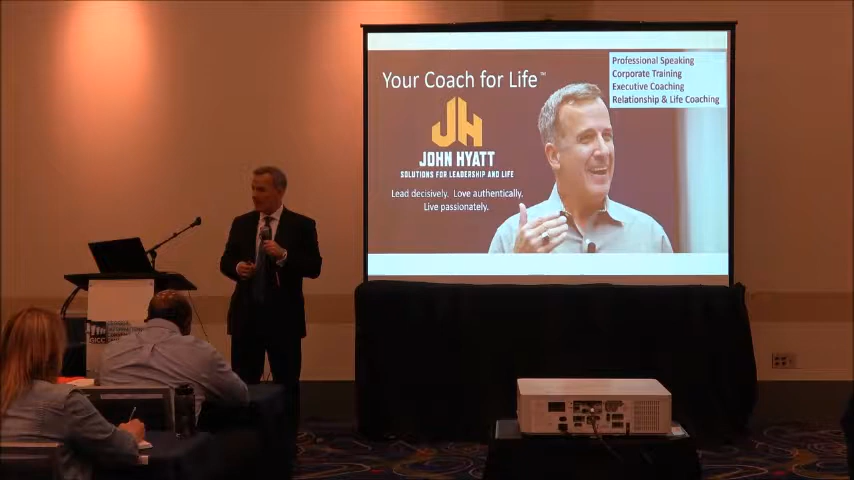 Your Coach for Life™
Professional Speaking
Corporate Training
Executive Coaching
Relationship & Life Coaching
JH
JOHN HYATT
SOLUTIONS FOR LEADERSHIP AND LIFE
Lead decisively. Love authentically.
Live passionately.